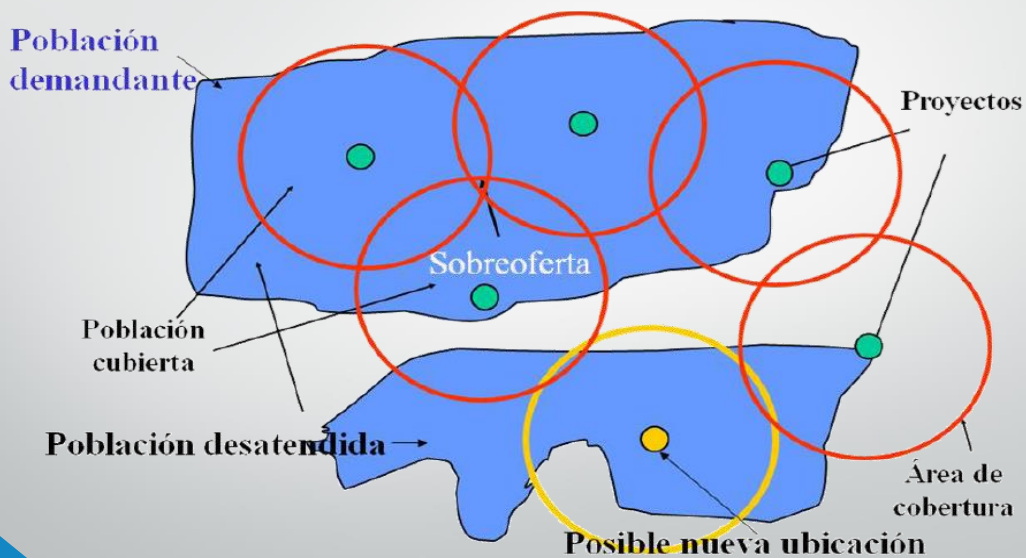 Población
demandante
Proyectos
Sobreoferta
Población
cubierta
Población desatendida
Área de
cobertura
Posible nueva ubicación